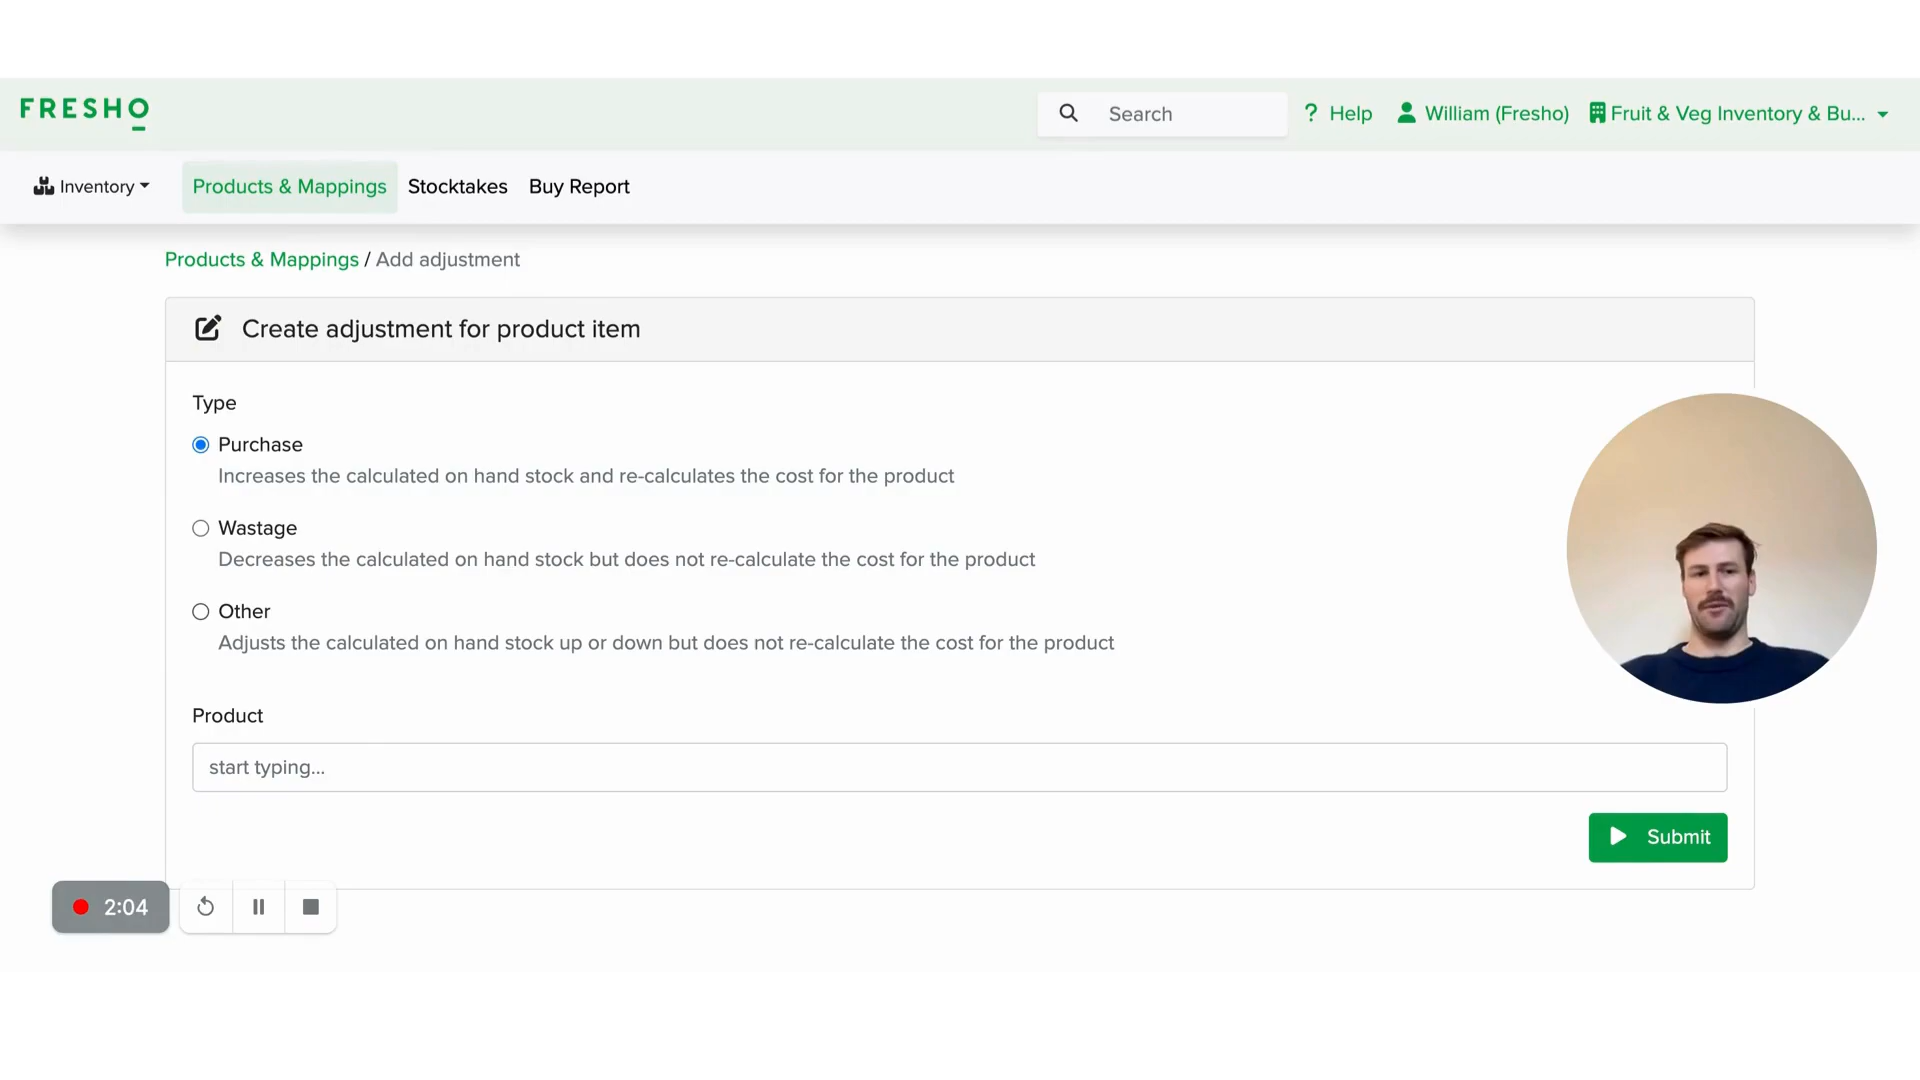 FRESHO
Search
? Help
William (Fresho)
Fruit & Veg Inventory & Bu...
Inventory
Products & Mappings
Stocktakes
Buy Report
Products & Mappings / Add adjustment
Create adjustment for product item
Type
Purchase
Increases the calculated on hand stock and re-calculates the cost for the product
Wastage
Decreases the calculated on hand stock but does not re-calculate the cost for the product
Other
Adjusts the calculated on hand stock up or down but does not re-calculate the cost for the product
Product
start typing...
Submit
2:04